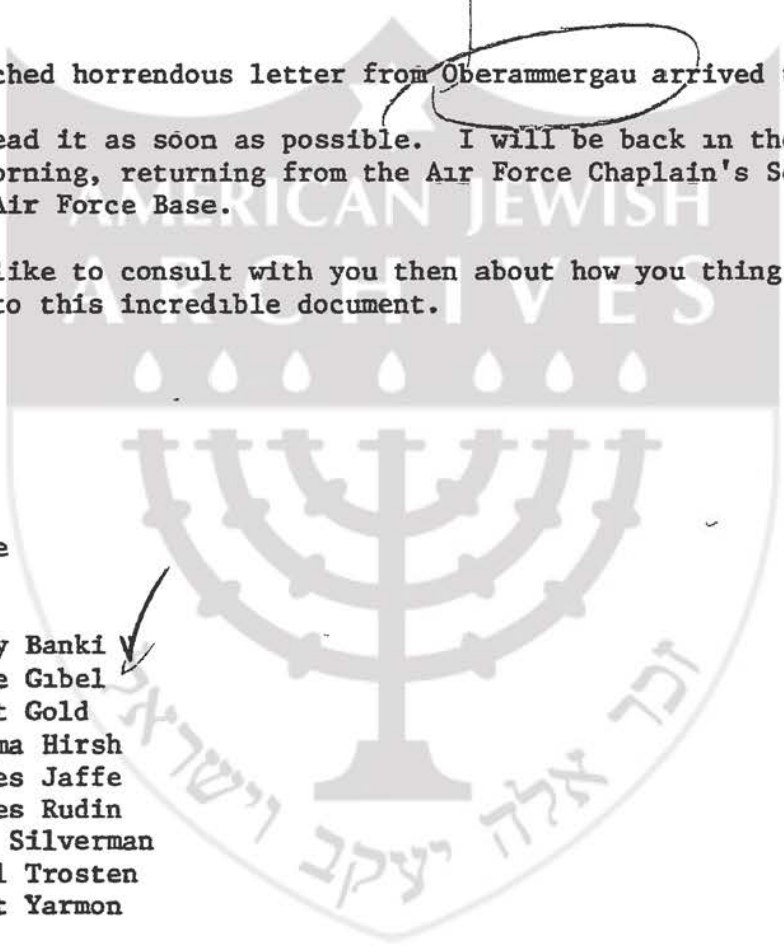 ched horrendous letter from Oberammergau arrived
ead it as soon as possible. I will be back in the
orning, returning from the Air Force Chaplain's
Air Force Base.
like to consult with you then about how you thing
to this incredible document.
AMERICAN JEWISH
ARCHIVES
e
y Banki
e Gibel
t Gold
ma Hirsh
es Jaffe
es Rudin
Silverman
l Trosten
t Yarmon
זכר אלה יעקב וישראל